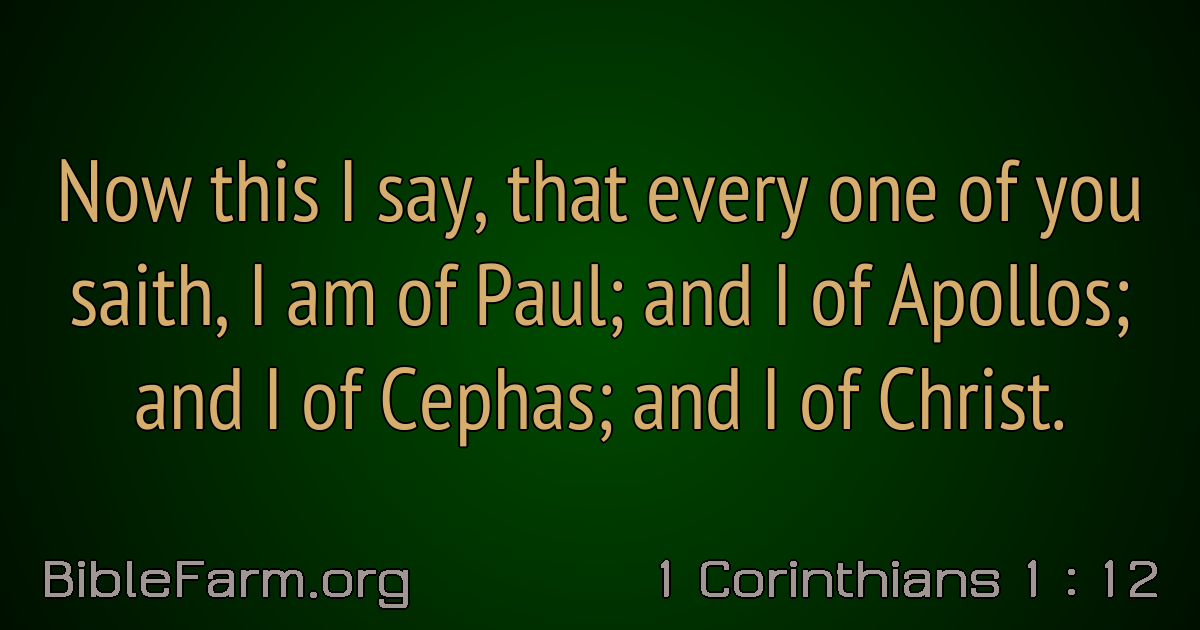 Now this I say, that every one of you
saith, I am of Paul; and I of Apollos;
and I of Cephas; and I of Christ.
BibleFarm.org
1 Corinthians 1 : 12